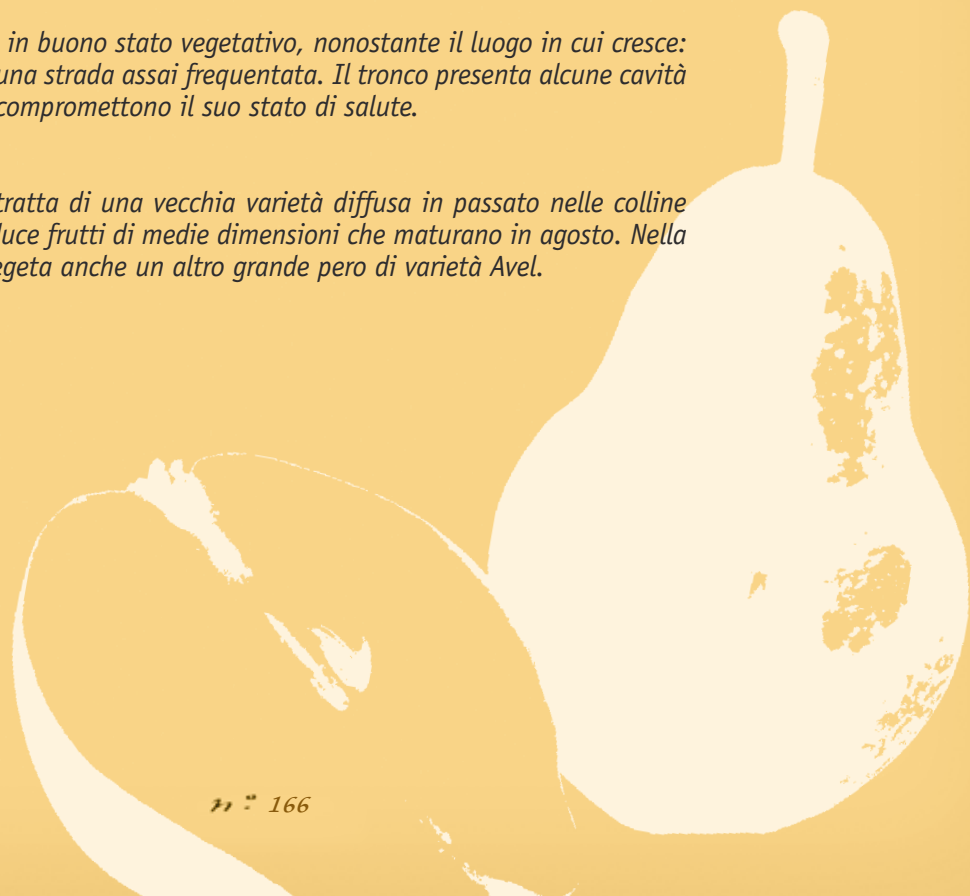 in buono stato vegetativo, nonostante il luogo in cui cresce:
una strada assai frequentata. Il tronco presenta alcune cavità
compromettono il suo stato di salute.
tratta di una vecchia varietà diffusa in passato nelle colline
duce frutti di medie dimensioni che maturano in agosto. Nella
egeta anche un altro grande pero di varietà Avel.
166